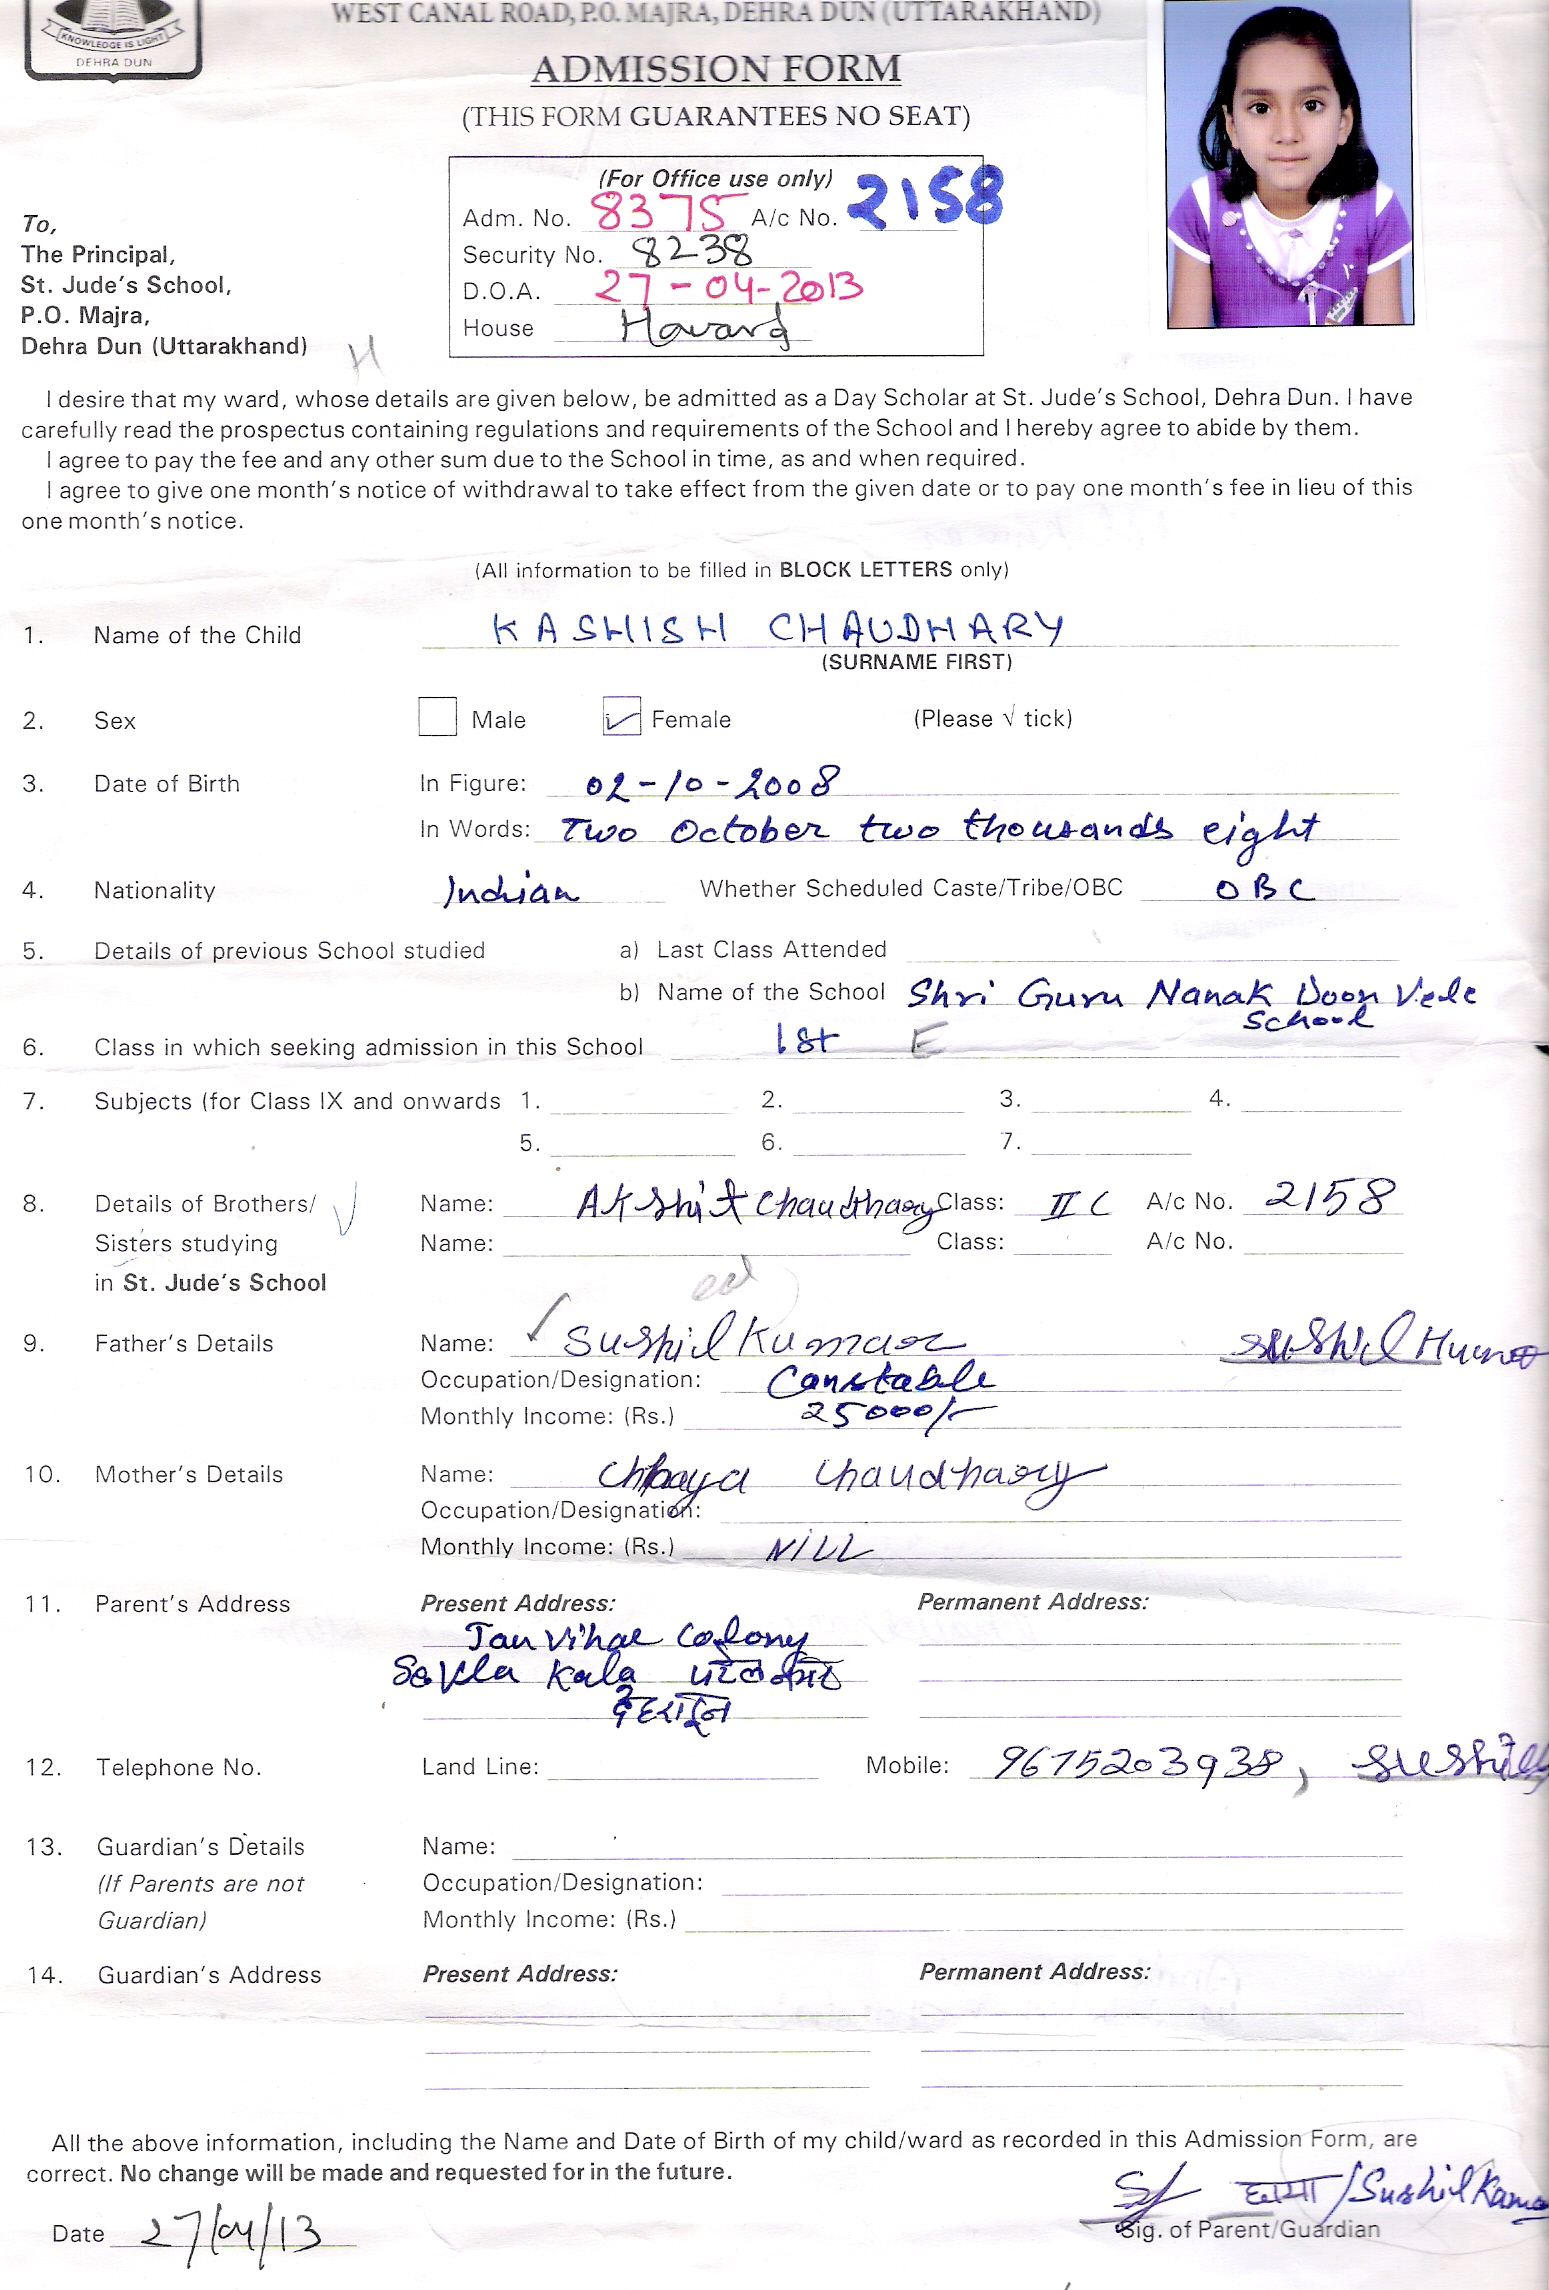 WEST CANAL ROAD, P.O. MAJRA, DEHRA DUN (UTTARAKHAND)
KNOWLEDGE IS LIGHT
DEHRA DUN
ADMISSION FORM
(THIS FORM GUARANTEES NO SEAT)
(For Office use only)
Adm. No. 8375 A/c No. 2158
Security No. 8238
D.O.A. 27-04-2013
House Howard
To,
The Principal,
St. Jude's School,
P.O. Majra,
Dehra Dun (Uttarakhand) H
I desire that my ward, whose details are given below, be admitted as a Day Scholar at St. Jude's School, Dehra Dun. I have
carefully read the prospectus containing regulations and requirements of the School and I hereby agree to abide by them.
I agree to pay the fee and any other sum due to the School in time, as and when required.
I agree to give one month's notice of withdrawal to take effect from the given date or to pay one month's fee in lieu of this
one month's notice.
(All information to be filled in BLOCK LETTERS only)
1. Name of the Child KASHISH CHAUDHARY
(SURNAME FIRST)
2. Sex Male Female (Please √ tick)
3. Date of Birth In Figure: 02-10-2008
In Words: Two October two thousands eight
4. Nationality Indian Whether Scheduled Caste/Tribe/OBC OBC
5. Details of previous School studied a) Last Class Attended
b) Name of the School Shri Guru Nanak Doon Vele
School
6. Class in which seeking admission in this School 1st E
7. Subjects (for Class IX and onwards 1. 2. 3. 4.
5. 6. 7.
8. Details of Brothers/ Name: Akshit Chaudhary Class: II C A/c No. 2158
Sisters studying Name: Class: A/c No.
in St. Jude's School
9. Father's Details Name: Sushil Kumar Sushil Kumar
Occupation/Designation: Constable
Monthly Income: (Rs.) 25000/-
10. Mother's Details Name: Chhaya Chaudhary
Occupation/Designation:
Monthly Income: (Rs.) NILL
11. Parent's Address Present Address: Permanent Address:
Tan Vihar Colony
Sevla Kala
देहरादून
12. Telephone No. Land Line: Mobile: 9675203938, Sushil
13. Guardian's Details Name:
(If Parents are not Occupation/Designation:
Guardian) Monthly Income: (Rs.)
14. Guardian's Address Present Address: Permanent Address:
All the above information, including the Name and Date of Birth of my child/ward as recorded in this Admission Form, are
correct. No change will be made and requested for in the future.
छाया/Sushil Kumar
Date 27/04/13 Sig. of Parent/Guardian